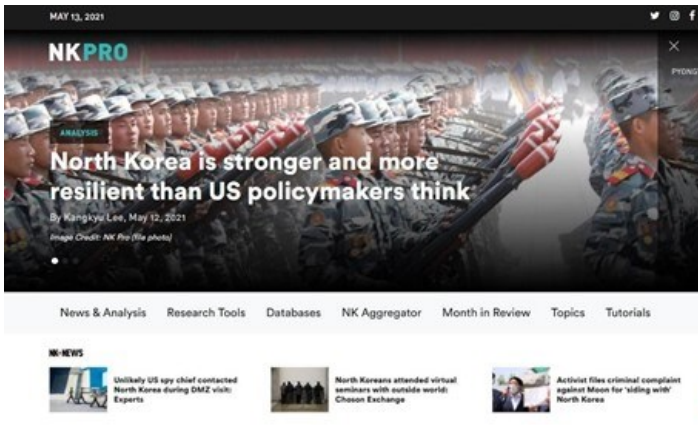 MAY 13, 2021
NKPRO
PYONG
ANALYSIS
North Korea is stronger and more
resilient than US policymakers think
By Kangkyu Lee, May 12, 2021
Image Credit: NK Pro (file photo)
News & Analysis Research Tools Databases NK Aggregator Month in Review Topics Tutorials
NK NEWS
Unlikely US spy chief contacted
North Korea during DMZ visit:
Experts
North Koreans attended virtual
seminars with outside world:
Choson Exchange
Activist files criminal complaint
against Moon for 'siding with'
North Korea